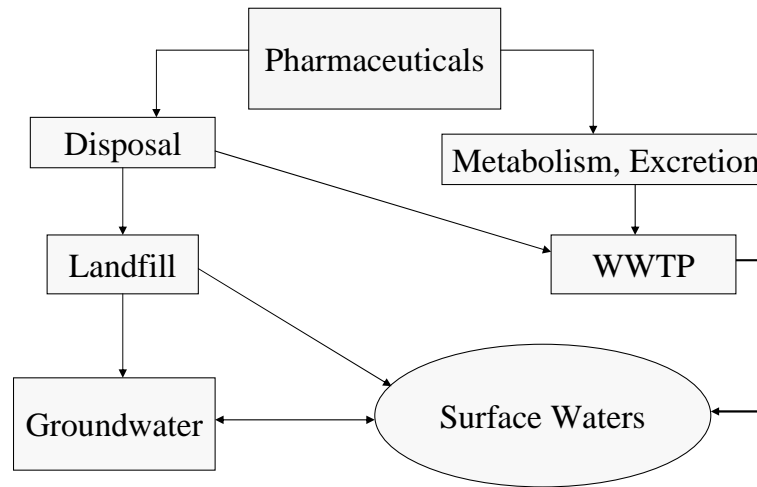 Pharmaceuticals
Disposal
Metabolism, Excretion
Landfill
WWTP
Groundwater
Surface Waters